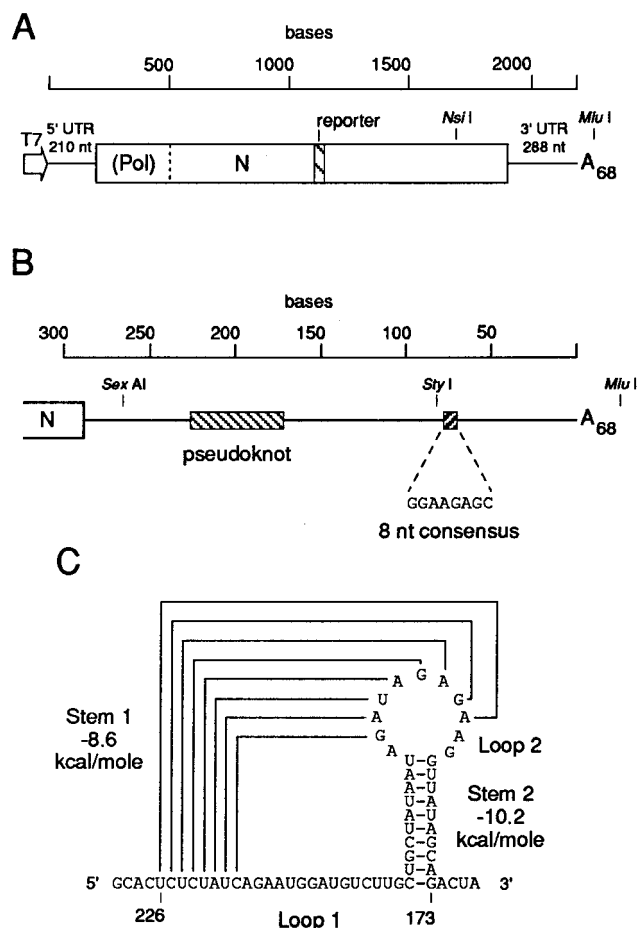 A
bases
500 1000 1500 2000
reporter
Nsi I
Mlu I
T7
5' UTR
210 nt
3' UTR
288 nt
(Pol)
N
A68
B
bases
300 250 200 150 100 50
Sex AI
Sty I
Mlu I
N
A68
pseudoknot
GGAAGAGC
8 nt consensus
C
Stem 1
-8.6
kcal/mole
A G A U A G A G A A G
Loop 2
U-G
A-U
A-U
U-A
A-U
U-A
C-G
G-C
U-A
Stem 2
-10.2
kcal/mole
5' GCACUCUCUAUCAGAAUGGAUGUCUUGC-GACUA 3'
226
Loop 1
173